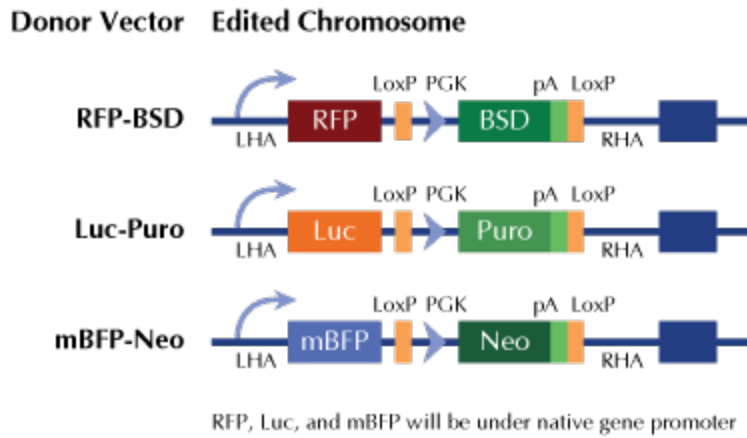 Donor Vector Edited Chromosome
LoxP PGK pA LoxP
RFP-BSD RFP BSD
LHA RHA
LoxP PGK pA LoxP
Luc-Puro Luc Puro
LHA RHA
LoxP PGK pA LoxP
mBFP-Neo mBFP Neo
LHA RHA
RFP, Luc, and mBFP will be under native gene promoter